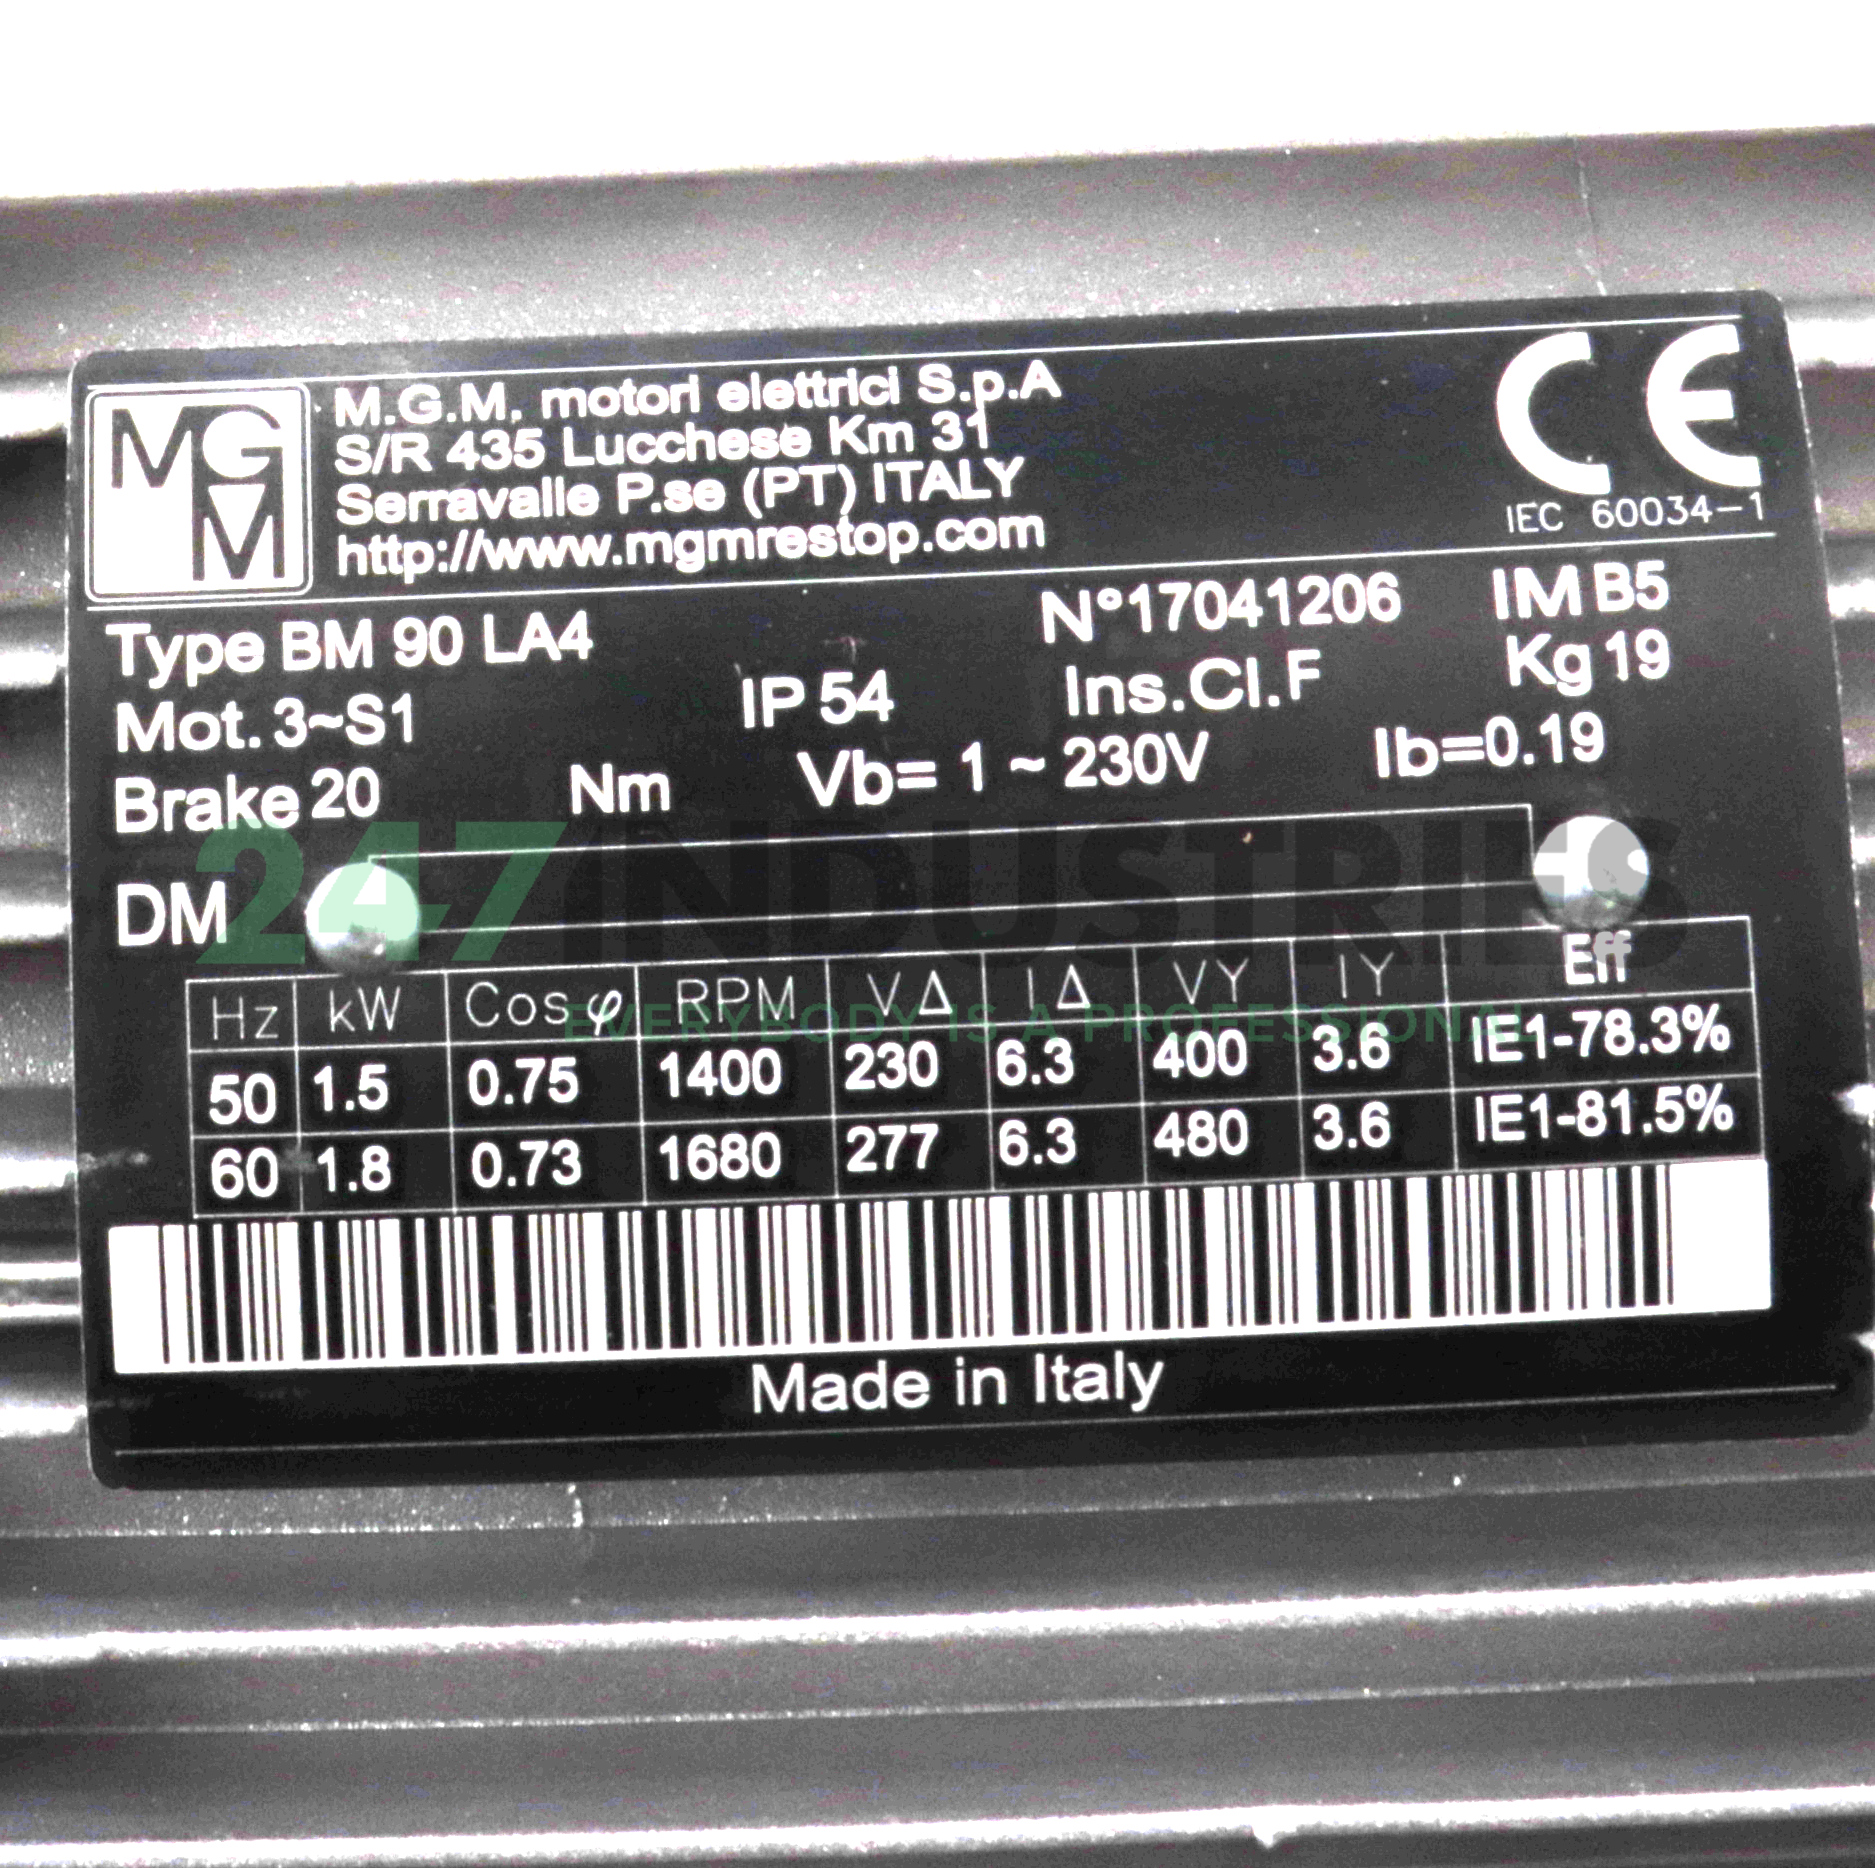 MGM
M.G.M. motori elettrici S.p.A
S/R 435 Lucchese Km 31
Serravalle P.se (PT) ITALY
http://www.mgmrestop.com
CE
IEC 60034-1
Type BM 90 LA4 N°17041206 IM B5
Mot. 3~S1 IP 54 Ins.Cl.F Kg 19
Brake 20 Nm Vb= 1 ~ 230V Ib=0.19
DM
247INDUSTRIES
EVERYBODY IS A PROFESSIONAL
Hz kW Cosφ RPM VΔ IΔ VY IY Eff
50 1.5 0.75 1400 230 6.3 400 3.6 IE1-78.3%
60 1.8 0.73 1680 277 6.3 480 3.6 IE1-81.5%
Made in Italy